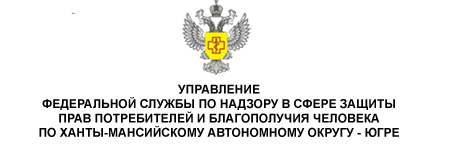 УПРАВЛЕНИЕ
ФЕДЕРАЛЬНОЙ СЛУЖБЫ ПО НАДЗОРУ В СФЕРЕ ЗАЩИТЫ
ПРАВ ПОТРЕБИТЕЛЕЙ И БЛАГОПОЛУЧИЯ ЧЕЛОВЕКА
ПО ХАНТЫ-МАНСИЙСКОМУ АВТОНОМНОМУ ОКРУГУ - ЮГРЕ